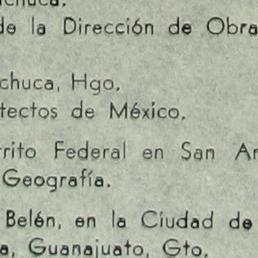 de la Dirección de Obra
chuca, Hgo.
tectos de México.
rito Federal en San Ar
Geografía.
Belén, en la Ciudad de
a, Guanajuato, Gto.